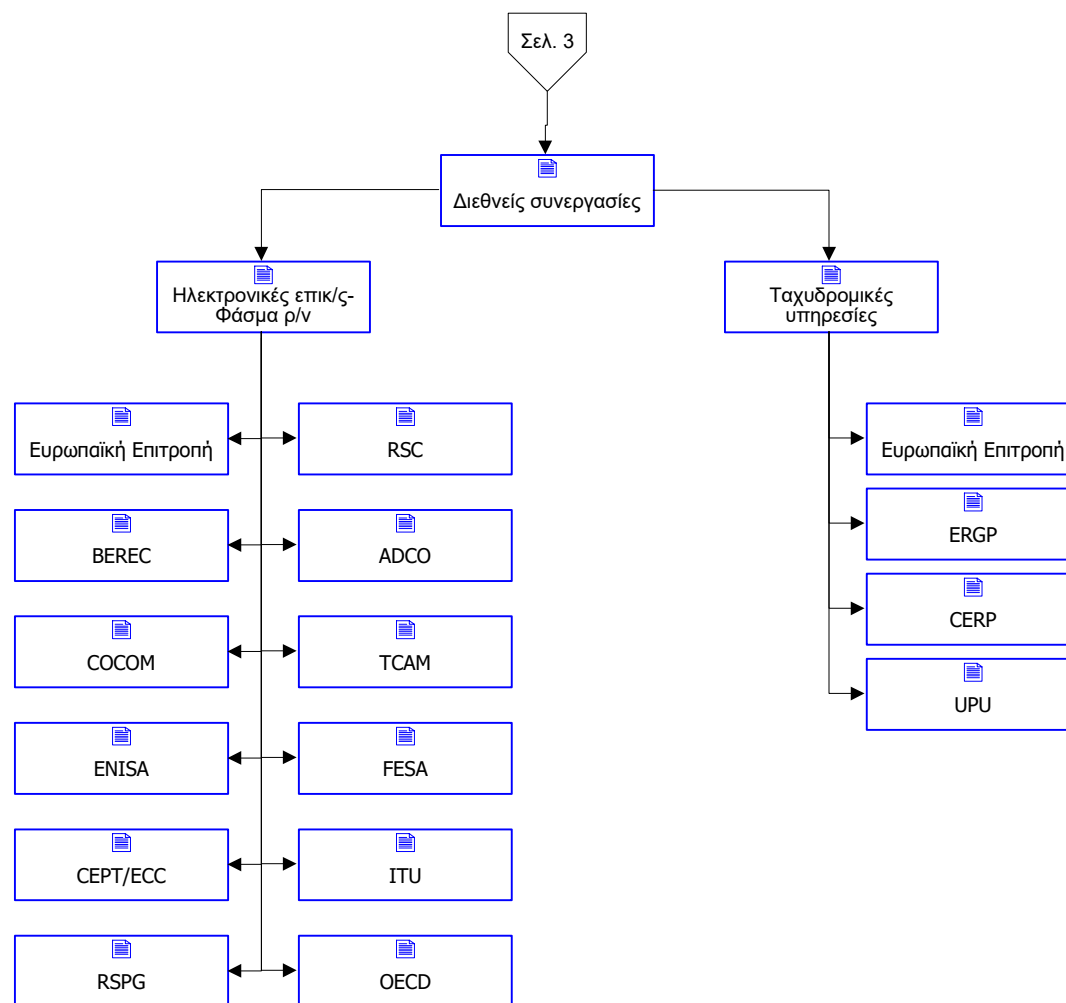 Σελ. 3
Διεθνείς συνεργασίες
Ηλεκτρονικές επικ/ς-
Φάσμα ρ/ν
Ταχυδρομικές
υπηρεσίες
Ευρωπαϊκή Επιτροπή
RSC
Ευρωπαϊκή Επιτροπή
BEREC
ADCO
ERGP
COCOM
TCAM
CERP
ENISA
FESA
UPU
CEPT/ECC
ITU
RSPG
OECD